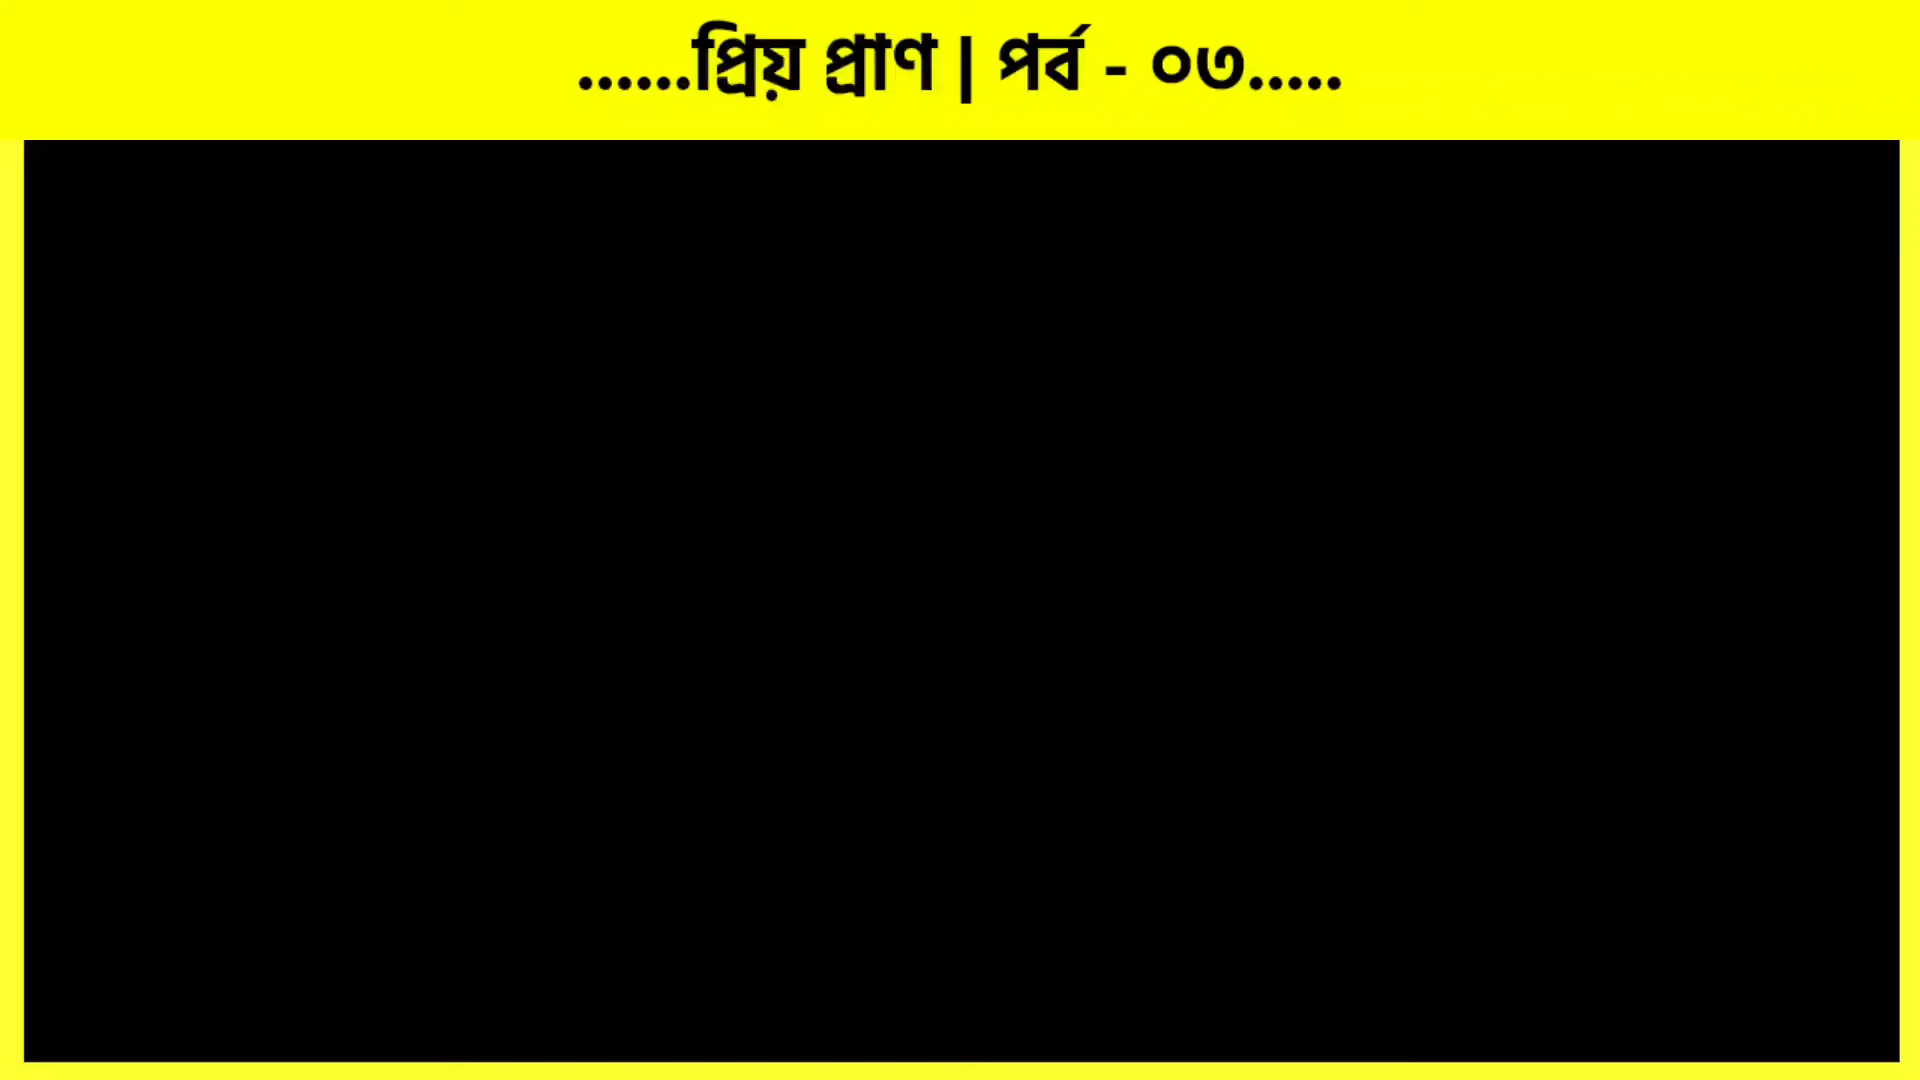 ......প্রিয় প্রাণ | পর্ব - ০৩.....